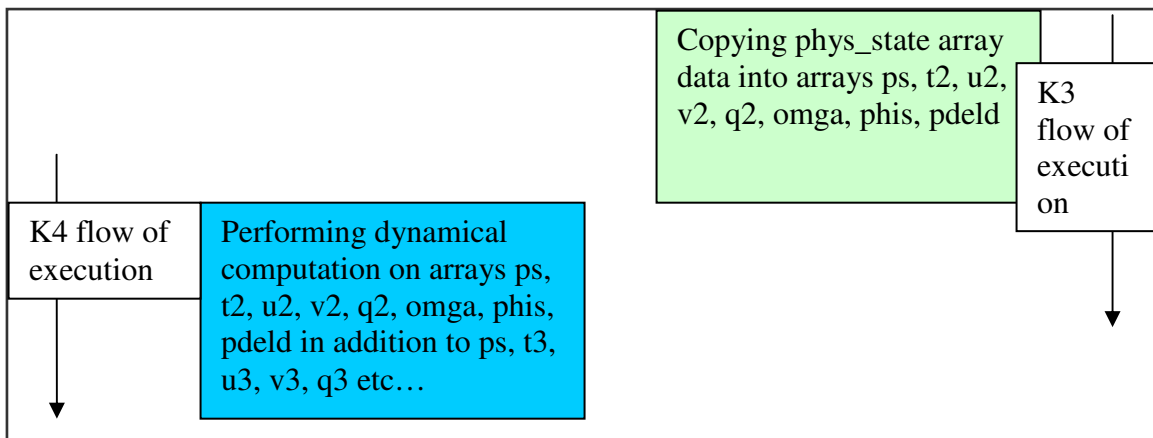 Copying phys_state array
data into arrays ps, t2, u2,
v2, q2, omga, phis, pdeld
K3
flow of
executi
on
K4 flow of
execution
Performing dynamical
computation on arrays ps,
t2, u2, v2, q2, omga, phis,
pdeld in addition to ps, t3,
u3, v3, q3 etc…